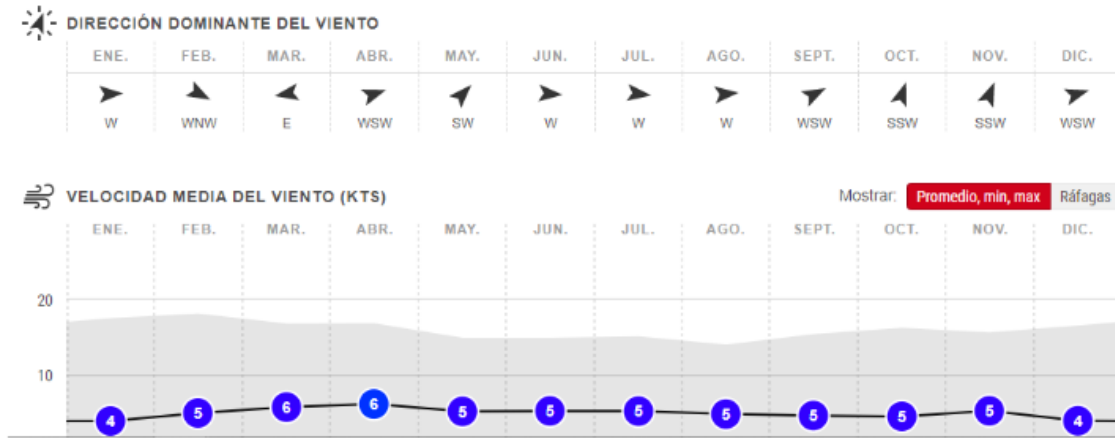 DIRECCIÓN DOMINANTE DEL VIENTO
ENE. FEB. MAR. ABR. MAY. JUN. JUL. AGO. SEPT. OCT. NOV. DIC.
W WNW E WSW SW W W W WSW SSW SSW WSW
VELOCIDAD MEDIA DEL VIENTO (KTS) Mostrar: Promedio, min, max Ráfagas
ENE. FEB. MAR. ABR. MAY. JUN. JUL. AGO. SEPT. OCT. NOV. DIC.
20
10
4 5 6 6 5 5 5 5 5 5 5 4